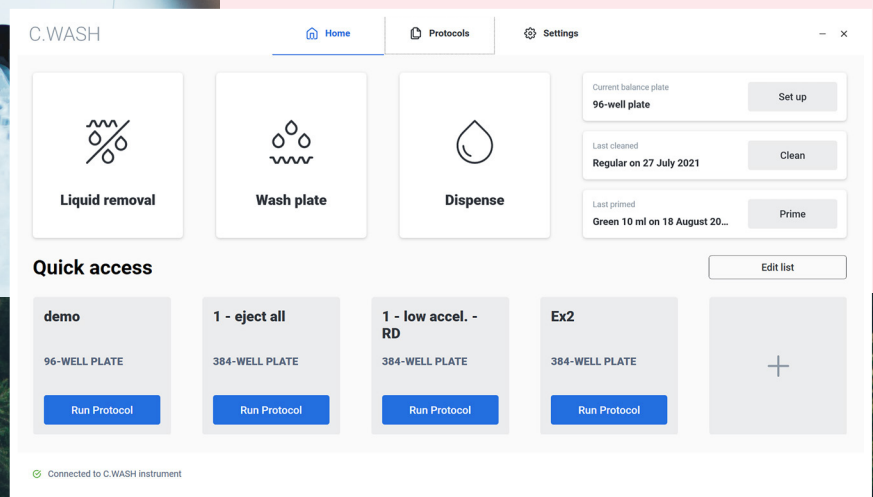 C.WASH
Home
Protocols
Settings
Liquid removal
Wash plate
Dispense
Current balance plate
96-well plate
Set up
Last cleaned
Regular on 27 July 2021
Clean
Last primed
Green 10 ml on 18 August 20...
Prime
Quick access
Edit list
demo
96-WELL PLATE
Run Protocol
1 - eject all
384-WELL PLATE
Run Protocol
1 - low accel. -
RD
384-WELL PLATE
Run Protocol
Ex2
384-WELL PLATE
Run Protocol
Connected to C.WASH instrument